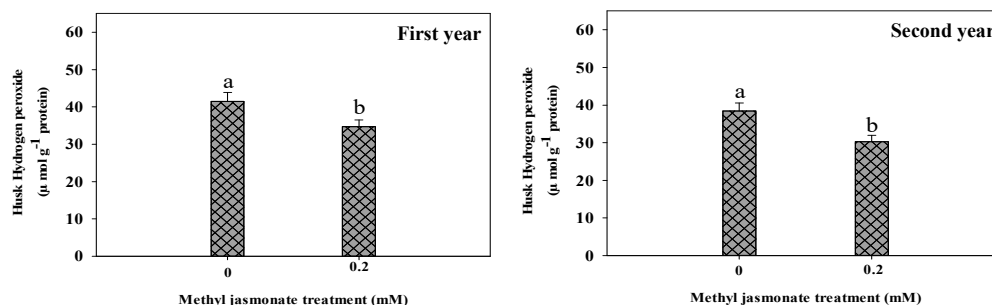 First year
Husk Hydrogen peroxide
(µ mol g⁻¹ protein)
60
50
40
30
20
10
0
a
b
0
0.2
Methyl jasmonate treatment (mM)
Second year
Husk Hydrogen peroxide
(µ mol g⁻¹ protein)
60
50
40
30
20
10
0
a
b
0
0.2
Methyl jasmonate treatment (mM)